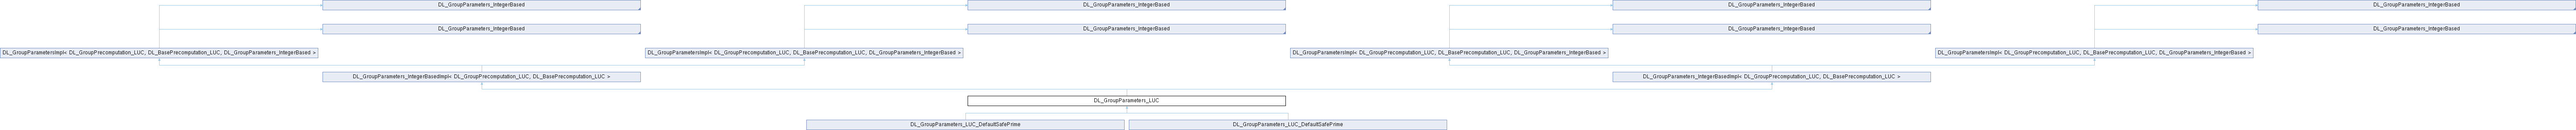 DL_GroupParameters_IntegerBased DL_GroupParameters_IntegerBased DL_GroupParameters_IntegerBased DL_GroupParameters_IntegerBased
DL_GroupParameters_IntegerBased DL_GroupParameters_IntegerBased DL_GroupParameters_IntegerBased DL_GroupParameters_IntegerBased
DL_GroupParametersImpl< DL_GroupPrecomputation_LUC, DL_BasePrecomputation_LUC, DL_GroupParameters_IntegerBased > DL_GroupParametersImpl< DL_GroupPrecomputation_LUC, DL_BasePrecomputation_LUC, DL_GroupParameters_IntegerBased > DL_GroupParametersImpl< DL_GroupPrecomputation_LUC, DL_BasePrecomputation_LUC, DL_GroupParameters_IntegerBased > DL_GroupParametersImpl< DL_GroupPrecomputation_LUC, DL_BasePrecomputation_LUC, DL_GroupParameters_IntegerBased >
DL_GroupParameters_IntegerBasedImpl< DL_GroupPrecomputation_LUC, DL_BasePrecomputation_LUC > DL_GroupParameters_IntegerBasedImpl< DL_GroupPrecomputation_LUC, DL_BasePrecomputation_LUC >
DL_GroupParameters_LUC
DL_GroupParameters_LUC_DefaultSafePrime DL_GroupParameters_LUC_DefaultSafePrime